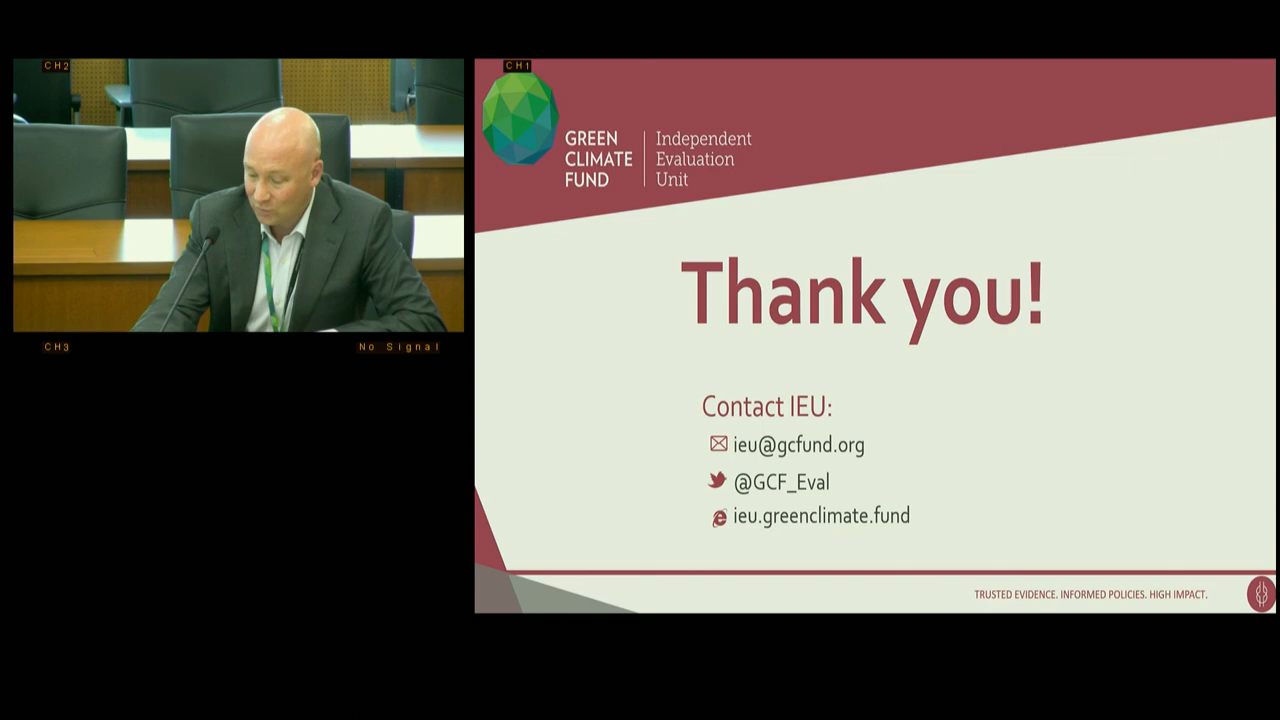 CH2
CH1
GREEN
CLIMATE
FUND
Independent
Evaluation
Unit
Thank you!
Contact IEU:
ieu@gcfund.org
@GCF_Eval
ieu.greenclimate.fund
TRUSTED EVIDENCE. INFORMED POLICIES. HIGH IMPACT.
CH3
No Signal